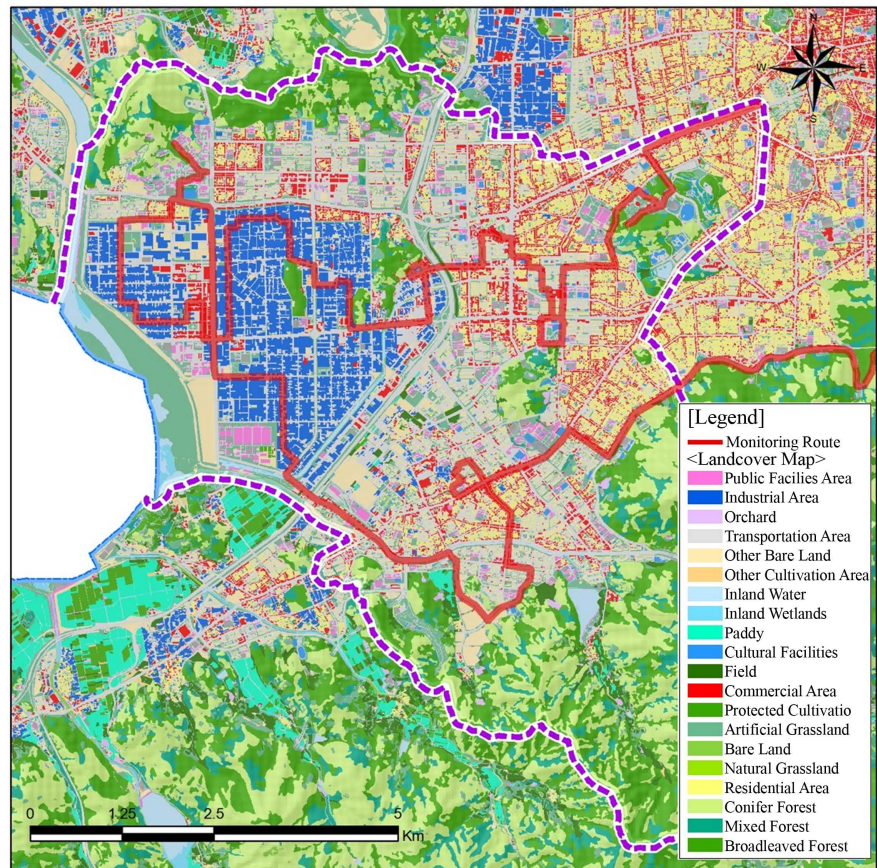 N
W E
S
[Legend]
Monitoring Route
<Landcover Map>
Public Facilies Area
Industrial Area
Orchard
Transportation Area
Other Bare Land
Other Cultivation Area
Inland Water
Inland Wetlands
Paddy
Cultural Facilities
Field
Commercial Area
Protected Cultivatio
Artificial Grassland
Bare Land
Natural Grassland
Residential Area
Conifer Forest
Mixed Forest
Broadleaved Forest
0 1.25 2.5 5
Km